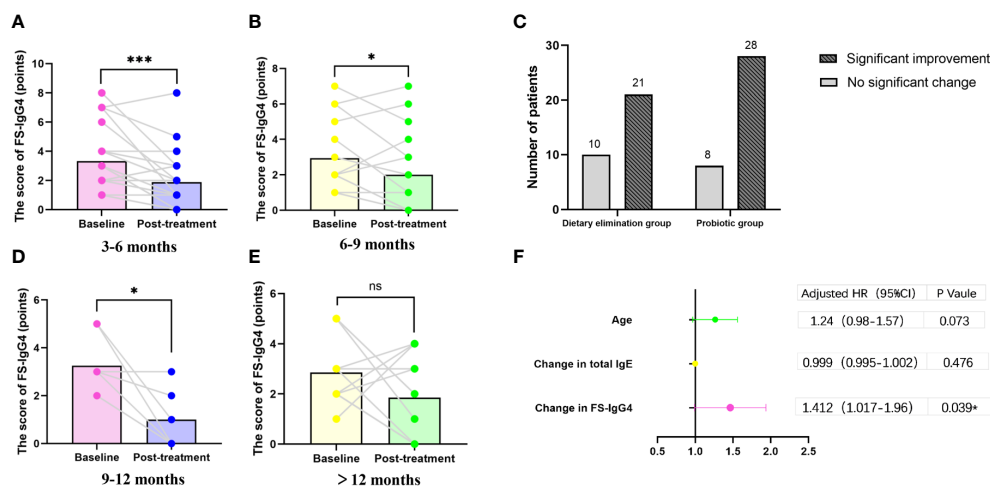 A
The score of FS-IgG4 (points)
10
8
6
4
2
0
***
Baseline
Post-treatment
3-6 months
B
The score of FS-IgG4 (points)
8
6
4
2
0
*
Baseline
Post-treatment
6-9 months
C
Number of patients
30
20
10
0
10
21
8
28
Dietary elimination group
Probiotic group
Significant improvement
No significant change
D
The score of FS-IgG4 (points)
6
4
2
0
*
Baseline
Post-treatment
9-12 months
E
The score of FS-IgG4 (points)
6
4
2
0
ns
Baseline
Post-treatment
＞12 months
F
Adjusted HR (95%CI)
P Vaule
Age
1.24 (0.98-1.57)
0.073
Change in total IgE
0.999 (0.995-1.002)
0.476
Change in FS-IgG4
1.412 (1.017-1.96)
0.039*
0.5
1.0
1.5
2.0
2.5